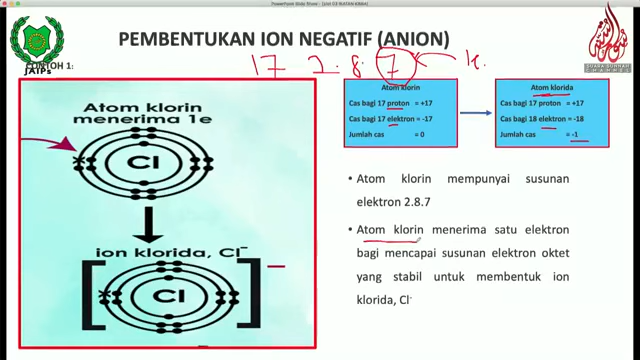 PowerPoint Slide Show - [Unit 03 IKATAN KIMIA]
PEMBENTUKAN ION NEGATIF (ANION)
CONTOH 1:
JAIPs
17 2.8.7
1e.
Atom klorin
menerima 1e
Cl
ion klorida, Cl⁻
Cl
Atom klorin
Cas bagi 17 proton = +17
Cas bagi 17 elektron = -17
Jumlah cas = 0
Atom klorida
Cas bagi 17 proton = +17
Cas bagi 18 elektron = -18
Jumlah cas = -1
• Atom klorin mempunyai susunan
elektron 2.8.7
• Atom klorin menerima satu elektron
bagi mencapai susunan elektron oktet
yang stabil untuk membentuk ion
klorida, Cl⁻